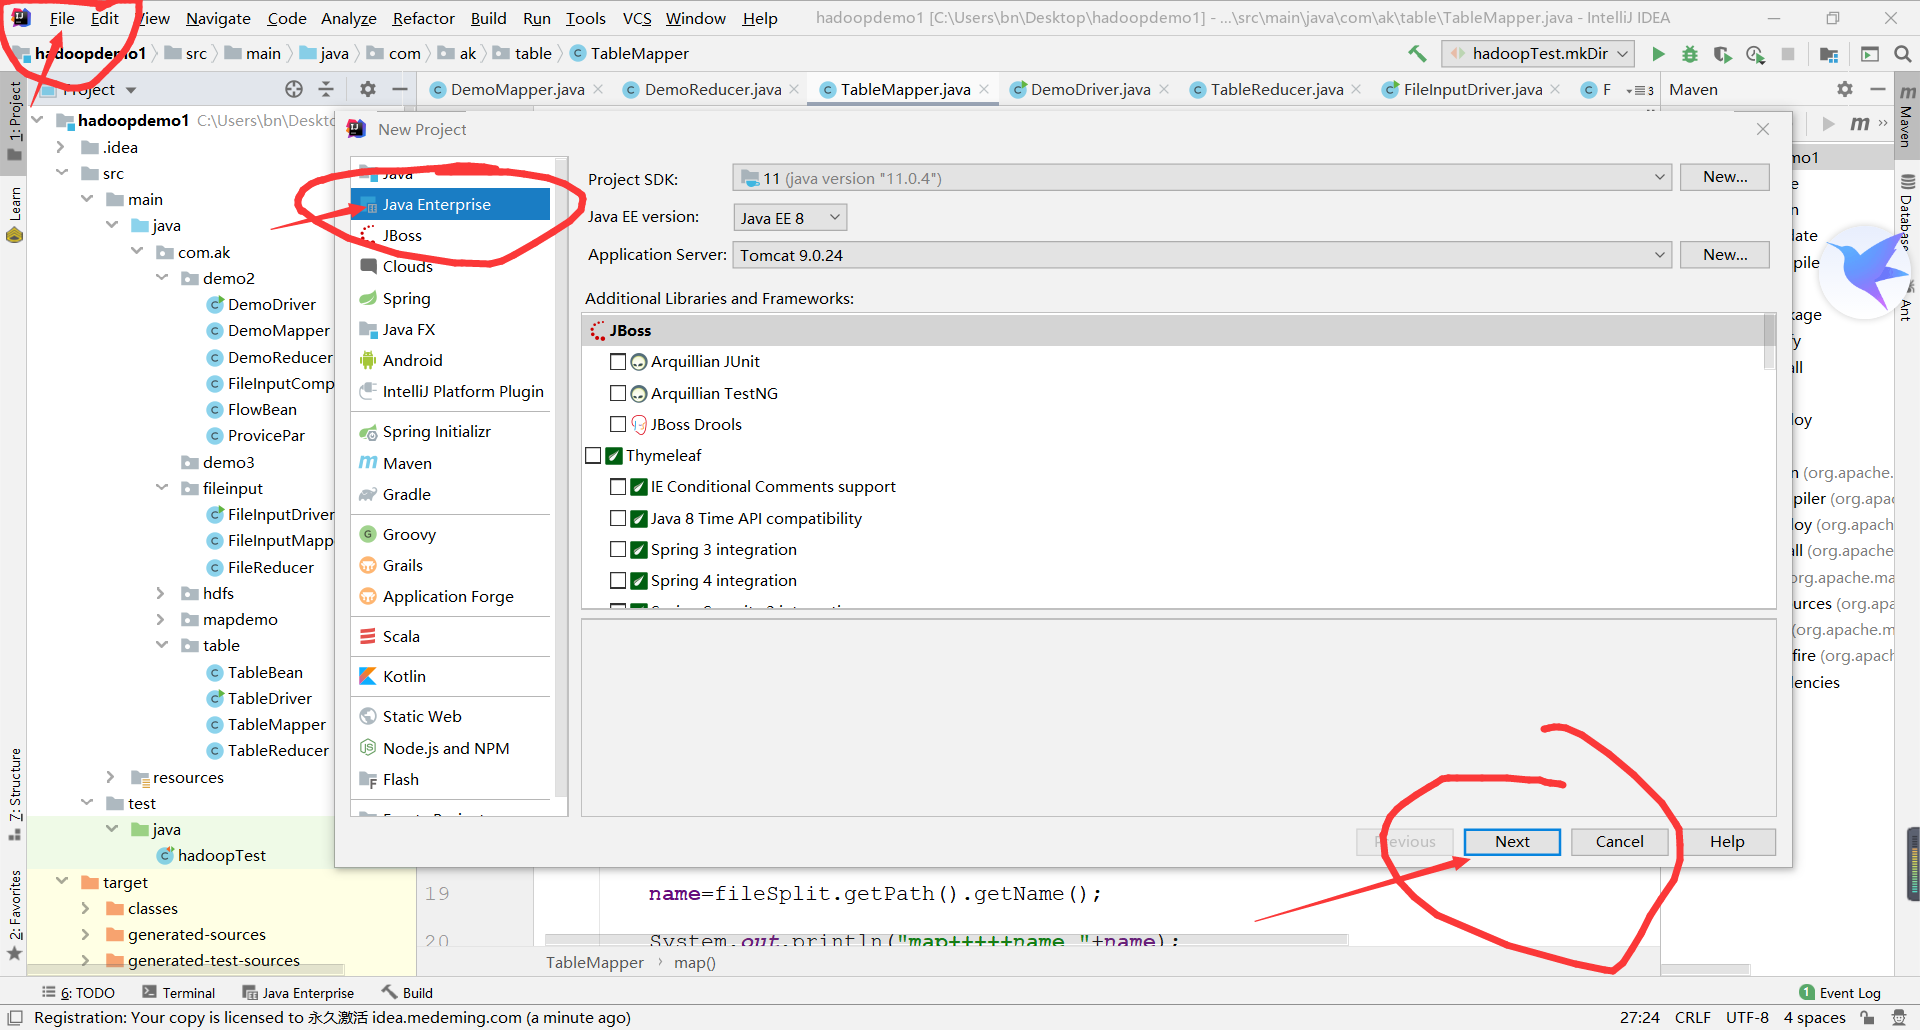 File Edit View Navigate Code Analyze Refactor Build Run Tools VCS Window Help hadoopdemo1 [C:\Users\bn\Desktop\hadoopdemo1] - ...\src\main\java\com\ak\table\TableMapper.java - IntelliJ IDEA
hadoopdemo1 src main java com ak table TableMapper hadoopTest.mkDir
Project
DemoMapper.java DemoReducer.java TableMapper.java DemoDriver.java TableReducer.java FileInputDriver.java F 3
Maven
1: Project
Learn
7: Structure
2: Favorites
hadoopdemo1 C:\Users\bn\Deskto
.idea
src
main
java
com.ak
demo2
DemoDriver
DemoMapper
DemoReducer
FileInputComp
FlowBean
ProvicePar
demo3
fileinput
FileInputDriver
FileInputMapp
FileReducer
hdfs
mapdemo
table
TableBean
TableDriver
TableMapper
TableReducer
resources
test
java
hadoopTest
target
classes
generated-sources
generated-test-sources
New Project
Java
Java Enterprise
JBoss
Clouds
Spring
Java FX
Android
IntelliJ Platform Plugin
Spring Initializr
Maven
Gradle
Groovy
Grails
Application Forge
Scala
Kotlin
Static Web
Node.js and NPM
Flash
Project SDK: 11 (java version "11.0.4") New...
Java EE version: Java EE 8
Application Server: Tomcat 9.0.24 New...
Additional Libraries and Frameworks:
JBoss
Arquillian JUnit
Arquillian TestNG
JBoss Drools
Thymeleaf
IE Conditional Comments support
Java 8 Time API compatibility
Spring 3 integration
Spring 4 integration
Previous Next Cancel Help
19 name=fileSplit.getPath().getName();
20 System.out.println("map+++++name "+name);
TableMapper map()
m
mo1
e
n
late
pile
kage
fy
all
loy
n (org.apache.
piler (org.apac
loy (org.apach
all (org.apache
org.apache.ma
urces (org.apa
(org.apache.m
fire (org.apach
lencies
Maven
Database
Ant
6: TODO Terminal Java Enterprise Build 1 Event Log
Registration: Your copy is licensed to 永久激活 idea.medeming.com (a minute ago) 27:24 CRLF UTF-8 4 spaces